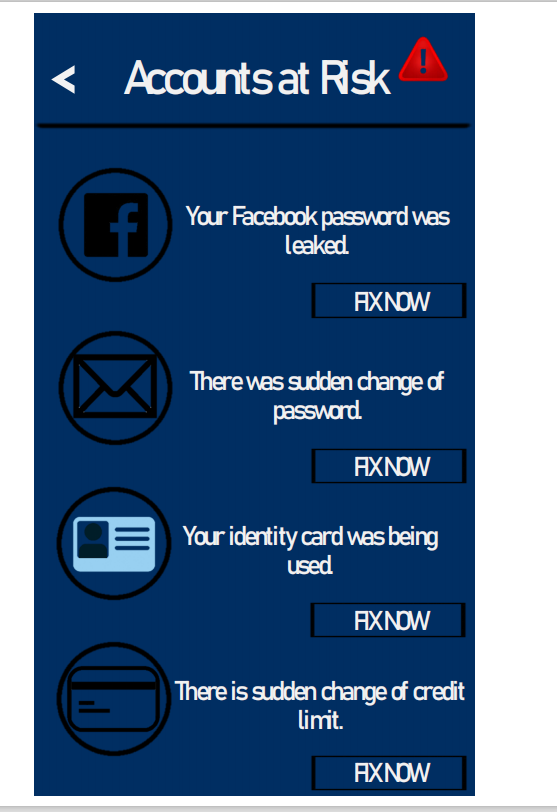 < Accounts at Risk
Your Facebook password was
leaked.
FIX NOW
There was sudden change of
password.
FIX NOW
Your identity card was being
used.
FIX NOW
There is sudden change of credit
limit.
FIX NOW